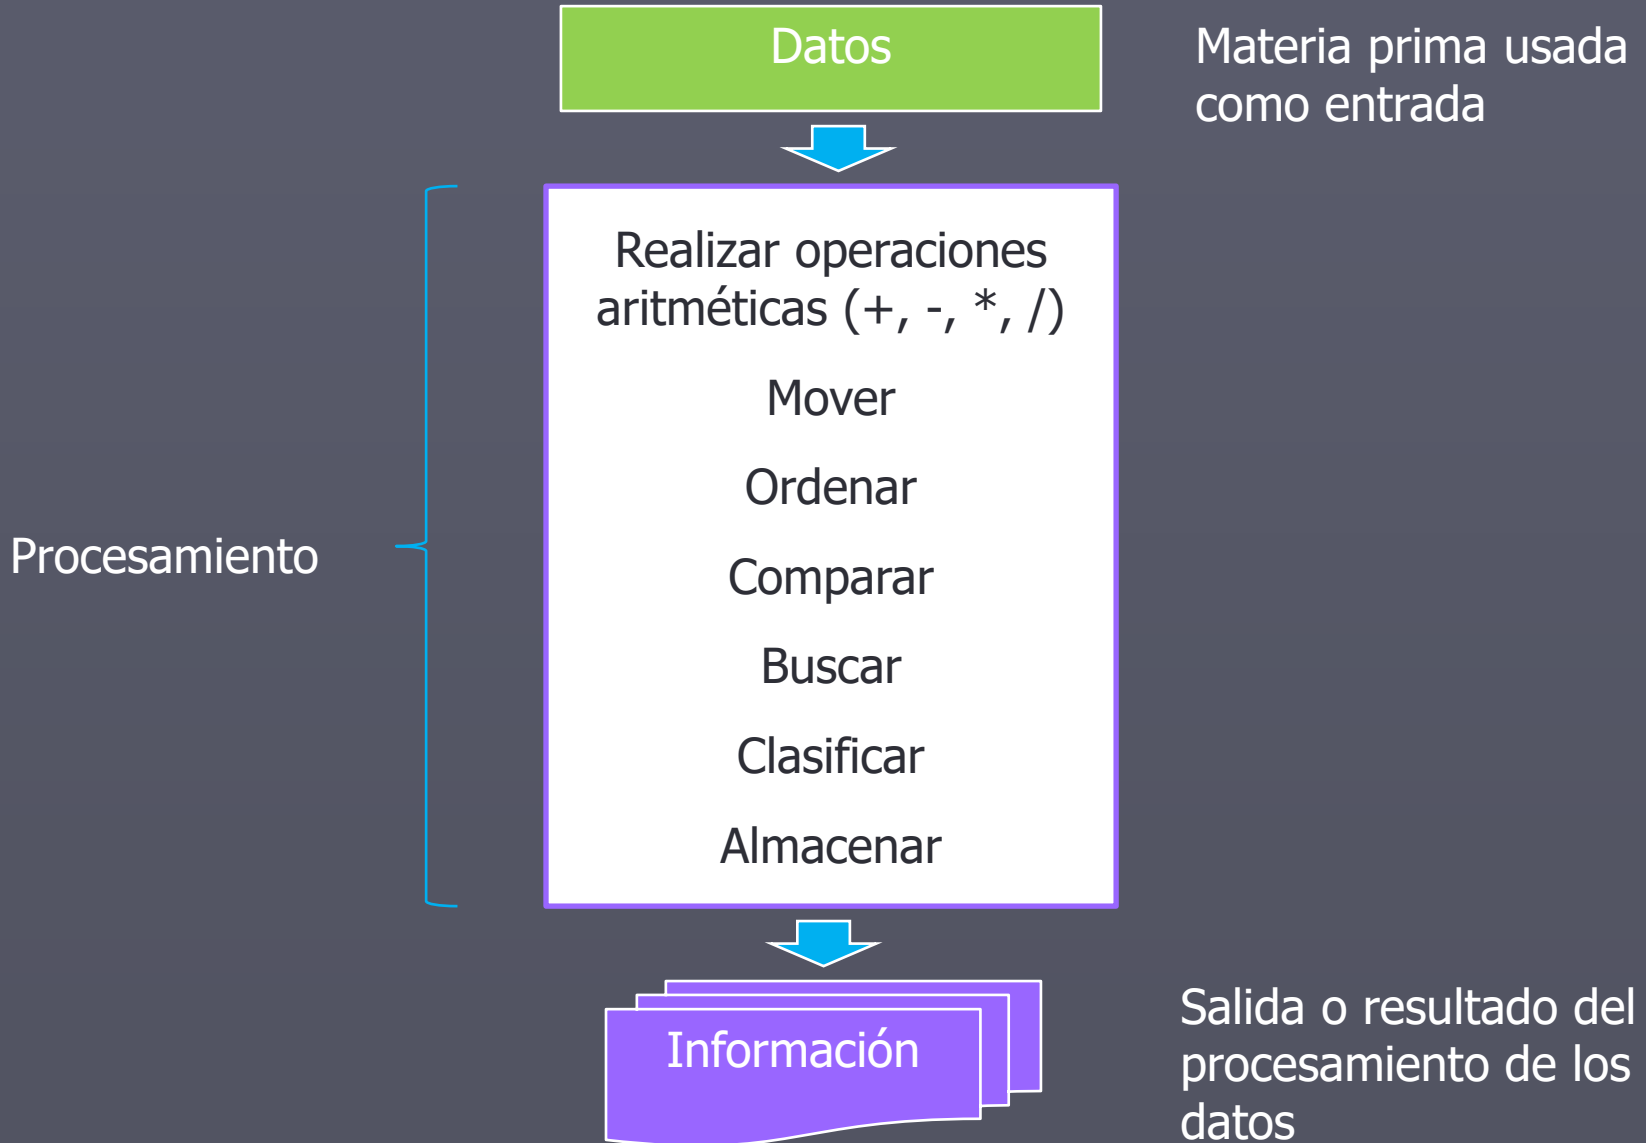 Datos
Materia prima usada
como entrada
Realizar operaciones
aritméticas (+, -, *, /)
Mover
Ordenar
Procesamiento
Comparar
Buscar
Clasificar
Almacenar
Información
Salida o resultado del
procesamiento de los
datos